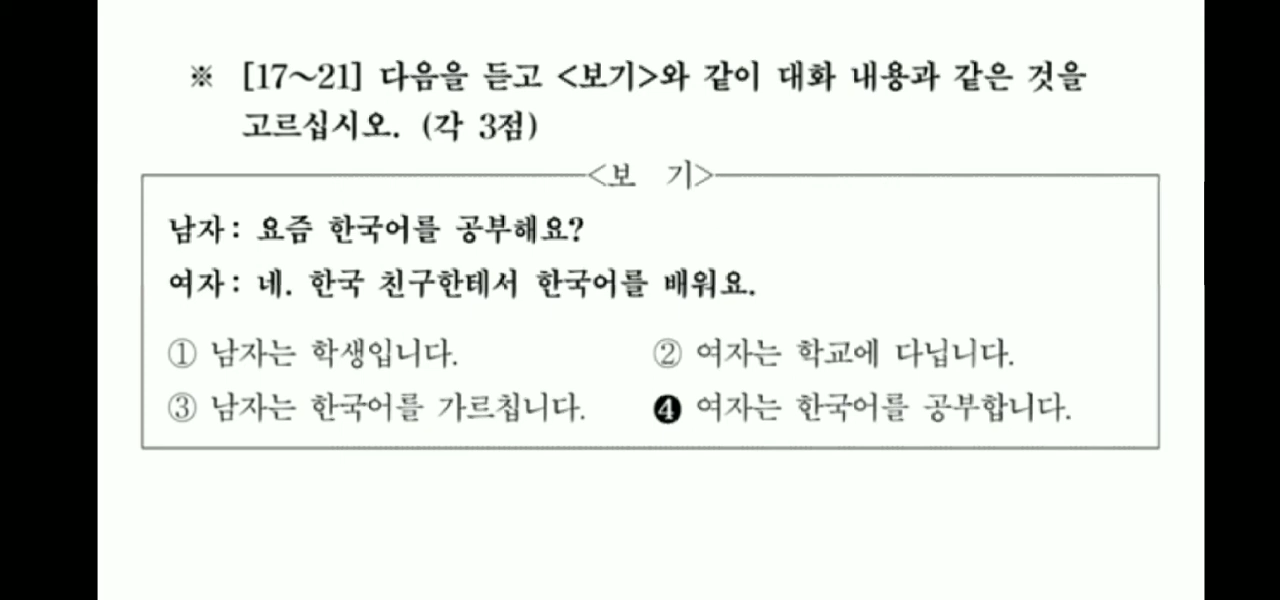 ※ [17～21] 다음을 듣고 <보기>와 같이 대화 내용과 같은 것을
고르십시오. (각 3점)
<보 기>
남자: 요즘 한국어를 공부해요?
여자: 네. 한국 친구한테서 한국어를 배워요.
① 남자는 학생입니다. ② 여자는 학교에 다닙니다.
③ 남자는 한국어를 가르칩니다. ❹ 여자는 한국어를 공부합니다.